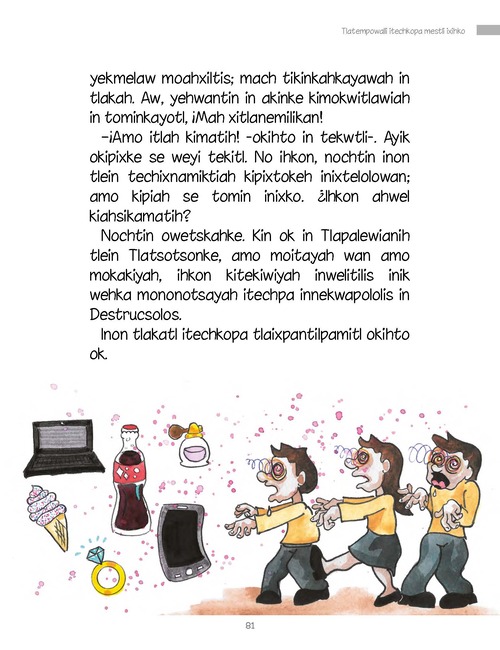 Tlatempowalli itechkopa mestli ixihko
yekmelaw moahxiltis; mach tikinkahkayawah in
tlakah. Aw, yehwantin in akinke kimokwitlawiah
in tominkayotl, ¡Mah xitlanemilikan!
–¡Amo itlah kimatih! -okihto in tekwtli-. Ayik
okipixke se weyi tekitl. No ihkon, nochtin inon
tlein techixnamiktiah kipixtokeh inixtelolowan;
amo kipiah se tomin inixko. ¿Ihkon ahwel
kiahsikamatih?
Nochtin owetskahke. Kin ok in Tlapalewianih
tlein Tlatsotsonke, amo moitayah wan amo
mokakiyah, ihkon kitekiwiyah inwelitilis inik
wehka mononotsayah itechpa innekwapololis in
Destrucsolos.
Inon tlakatl itechkopa tlaixpantilpamitl okihto
ok.
81